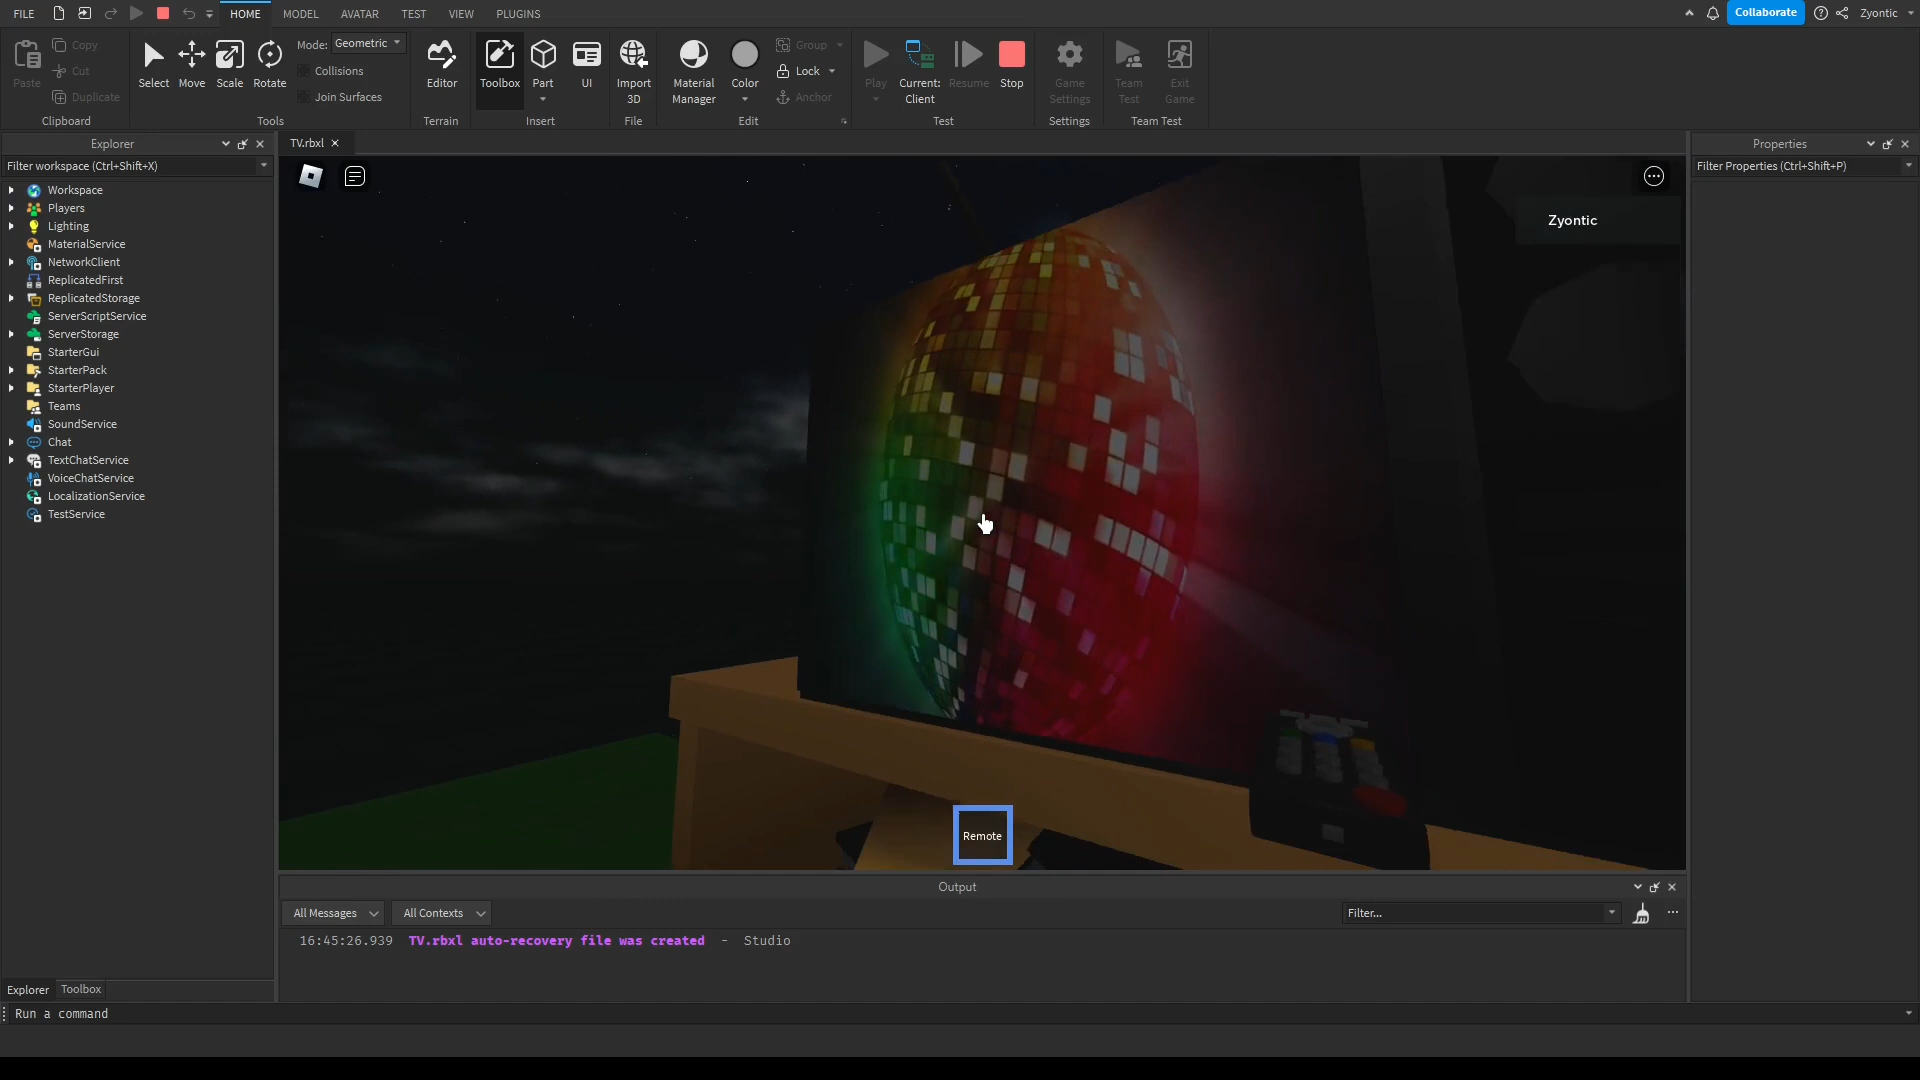 FILE
HOME
MODEL
AVATAR
TEST
VIEW
PLUGINS
Collaborate
Zyontic
Paste
Copy
Cut
Duplicate
Clipboard
Select
Move
Scale
Rotate
Mode: Geometric
Collisions
Join Surfaces
Tools
Editor
Terrain
Toolbox
Part
UI
Insert
Import
3D
File
Material
Manager
Color
Group
Lock
Anchor
Edit
Play
Current:
Client
Resume
Stop
Test
Game
Settings
Settings
Team
Test
Exit
Game
Team Test
Explorer
Filter workspace (Ctrl+Shift+X)
Workspace
Players
Lighting
MaterialService
NetworkClient
ReplicatedFirst
ReplicatedStorage
ServerScriptService
ServerStorage
StarterGui
StarterPack
StarterPlayer
Teams
SoundService
Chat
TextChatService
VoiceChatService
LocalizationService
TestService
Explorer
Toolbox
TV.rbxl
Zyontic
Remote
Properties
Filter Properties (Ctrl+Shift+P)
Output
All Messages
All Contexts
Filter...
16:45:26.939 TV.rbxl auto-recovery file was created - Studio
Run a command